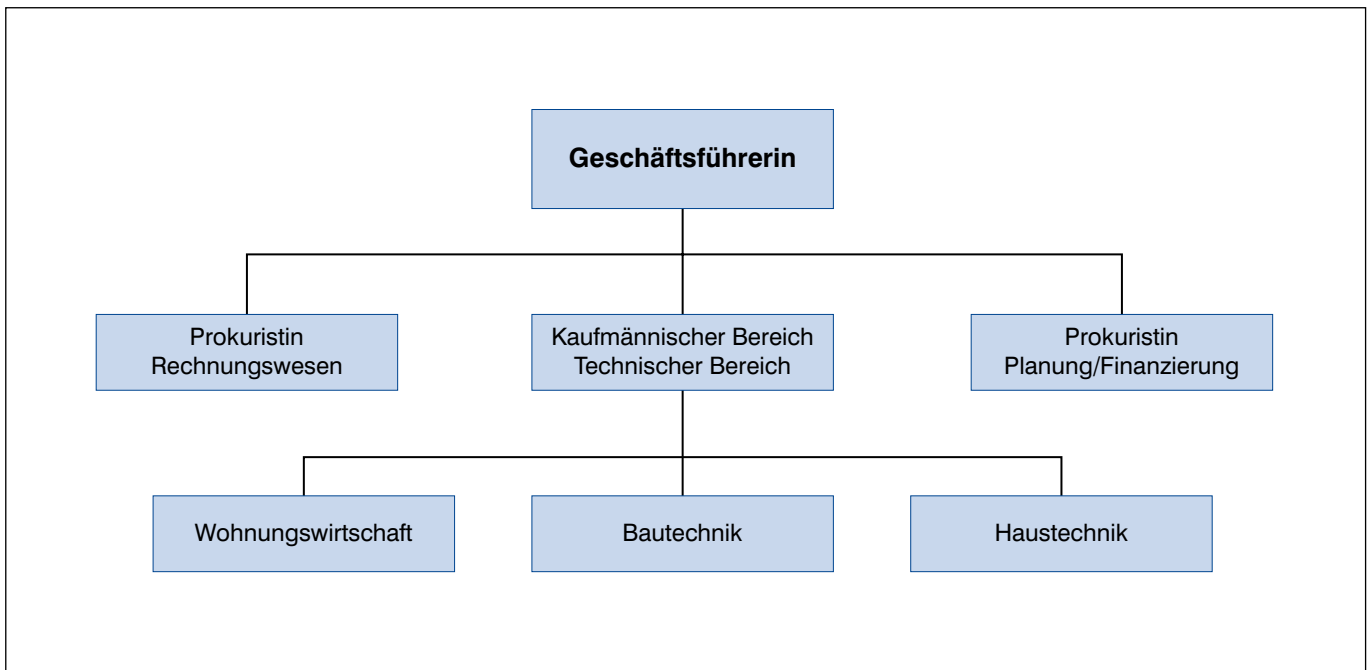 Geschäftsführerin
Prokuristin
Rechnungswesen
Kaufmännischer Bereich
Technischer Bereich
Prokuristin
Planung/Finanzierung
Wohnungswirtschaft
Bautechnik
Haustechnik